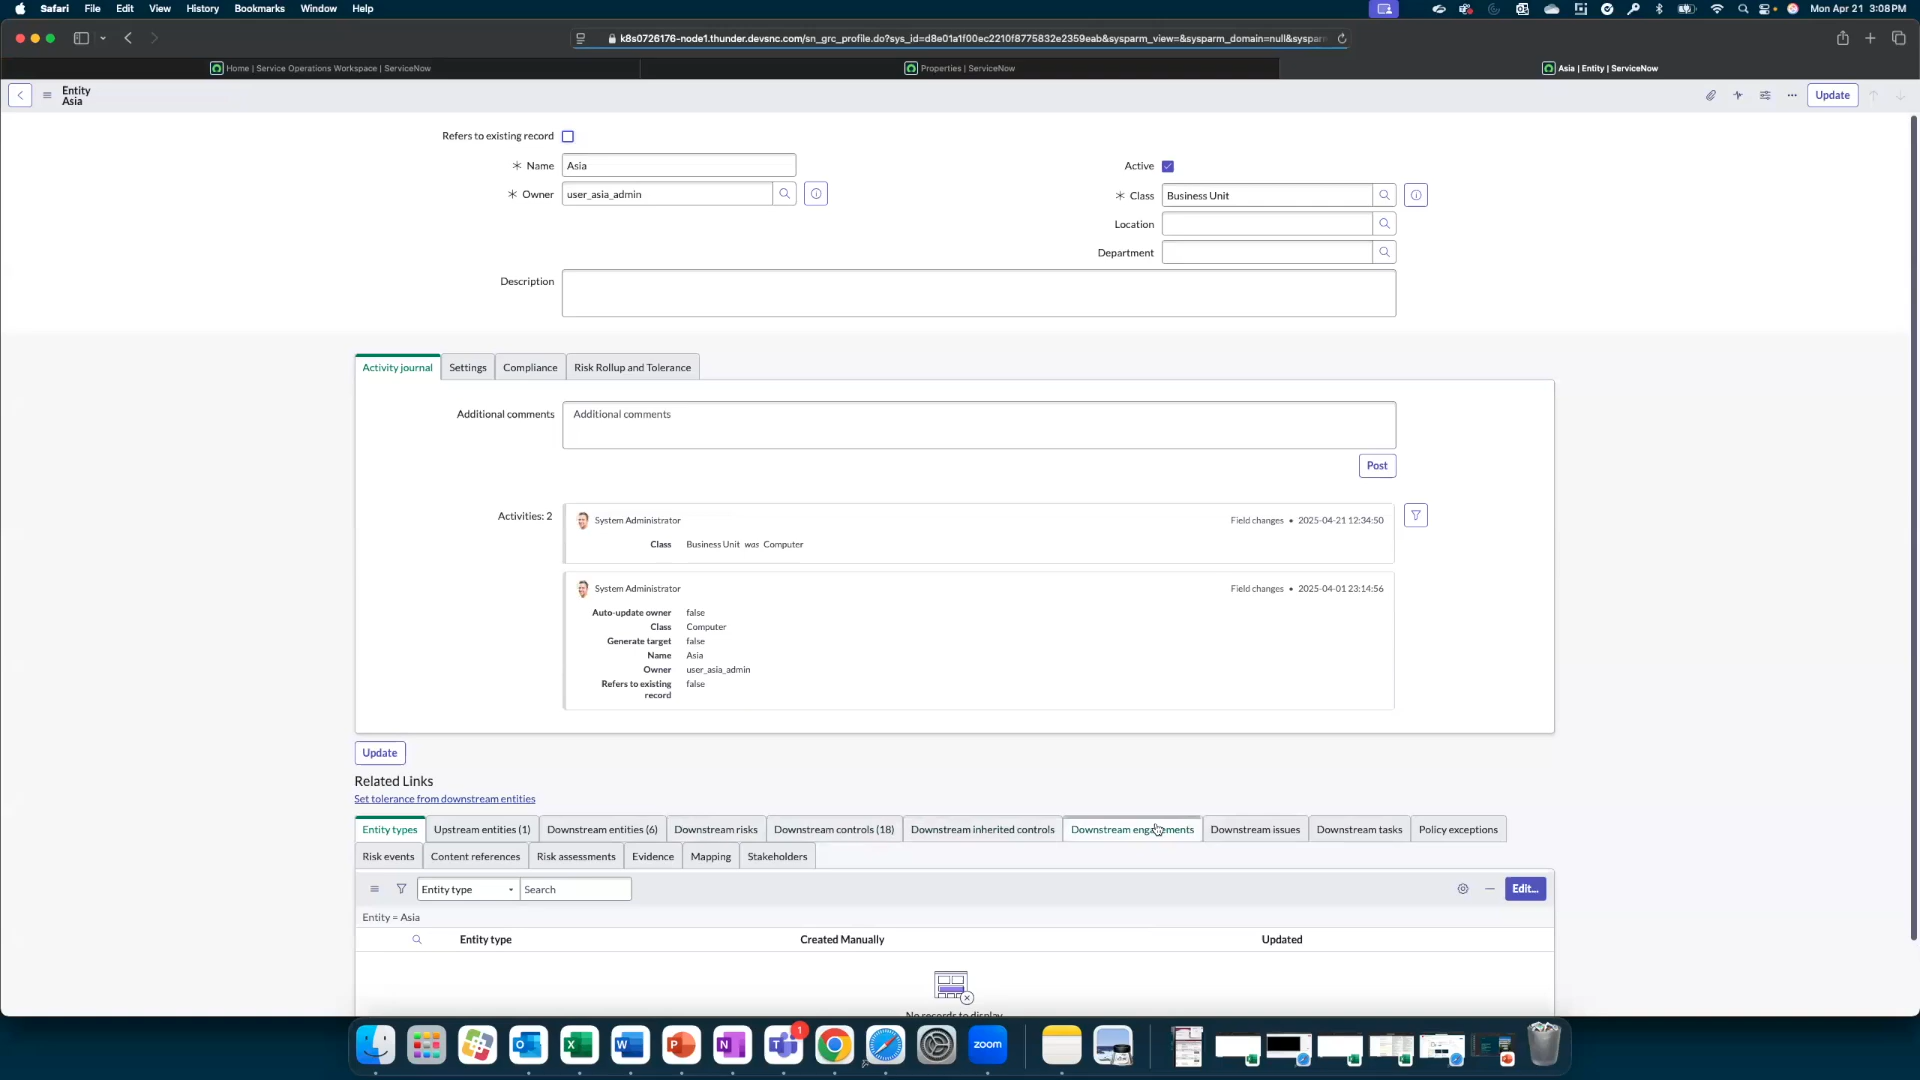 Safari File Edit View History Bookmarks Window Help Mon Apr 21 3:08 PM
k8s0726176-node1.thunder.devsnc.com/sn_grc_profile.do?sys_id=d8e01a1f00ec2210f8775832e2359eab&sysparm_view=&sysparm_domain=null&syspar
Home | Service Operations Workspace | ServiceNow Properties | ServiceNow Asia | Entity | ServiceNow
Entity
Asia
Update
Refers to existing record
Name Asia Active
Owner user_asia_admin Class Business Unit
Location
Department
Description
Activity journal Settings Compliance Risk Rollup and Tolerance
Additional comments Additional comments
Post
Activities: 2 System Administrator Field changes • 2025-04-21 12:34:50
Class Business Unit was Computer
System Administrator Field changes • 2025-04-01 23:14:56
Auto-update owner false
Class Computer
Generate target false
Name Asia
Owner user_asia_admin
Refers to existing false
record
Update
Related Links
Set tolerance from downstream entities
Entity types Upstream entities (1) Downstream entities (6) Downstream risks Downstream controls (18) Downstream inherited controls Downstream engagements Downstream issues Downstream tasks Policy exceptions
Risk events Content references Risk assessments Evidence Mapping Stakeholders
Entity type Search Edit...
Entity = Asia
Entity type Created Manually Updated
No records to display
1
zoom